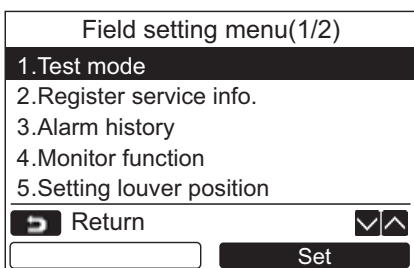 Field setting menu(1/2)
1.Test mode
2.Register service info.
3.Alarm history
4.Monitor function
5.Setting louver position
Return
Set